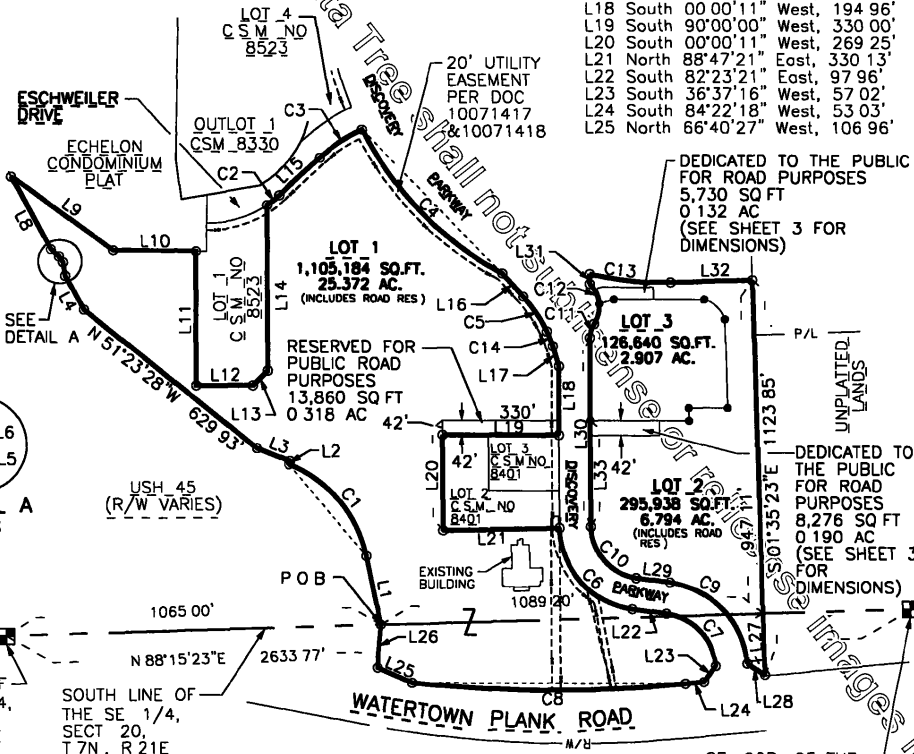 LOT 4
C S M NO
8523
L18 South 00 00'11" West, 194 96'
L19 South 90°00'00" West, 330 00'
L20 South 00°00'11" West, 269 25'
L21 North 88°47'21" East, 330 13'
L22 South 82°23'21" East, 97 96'
L23 South 36°37'16" West, 57 02'
L24 South 84°22'18" West, 53 03'
L25 North 66°40'27" West, 106 96'
ta Tree shall not
license or
images
20' UTILITY
EASEMENT
PER DOC
10071417
&10071418
DISCOVERY
PARKWAY
ESCHWEILER
DRIVE
OUTLOT 1
CSM 8330
C3
C2
L15
ECHELON
CONDOMINIUM
PLAT
DEDICATED TO THE PUBLIC
FOR ROAD PURPOSES
5,730 SQ FT
0 132 AC
(SEE SHEET 3 FOR
DIMENSIONS)
L8
L9
L10
C4
LOT 1
1,105,184 SQ.FT.
25.372 AC.
(INCLUDES ROAD RES)
L31
C13
L32
C12
C11
L16
C5
C14
L17
L18
LOT 1
C S M NO
8523
L14
L11
L12
L13
L4
SEE
DETAIL A
LOT 3
126,640 SQ.FT.
2.907 AC.
P/L
UNPLATTED
LANDS
RESERVED FOR
PUBLIC ROAD
PURPOSES
13,860 SQ FT
0 318 AC
N 51°23'28"W
629 93'
330'
19
42'
42'
42'
L30
L33
L20
LOT 3
C S M NO
8401
LOT 2
C S M NO
8401
L21
DISCOVERY
1123 85'
947 11'
S 01°35'23"E
DEDICATED TO
THE PUBLIC
FOR ROAD
PURPOSES
8,276 SQ FT
0 190 AC
(SEE SHEET 3
FOR
DIMENSIONS)
LOT 2
295,938 SQ.FT.
6.794 AC.
(INCLUDES ROAD
RES)
L6
L5
A
L3
L2
C1
USH 45
(R/W VARIES)
EXISTING
BUILDING
C10
L29
C9
PARKWAY
C6
C7
P O B
L1
1065 00'
1089 20'
L22
L27
L26
L23
N 88°15'23"E 2633 77'
L25
C8
L24
L28
SOUTH LINE OF
THE SE 1/4,
SECT 20,
T 7N, R 21E
WATERTOWN PLANK ROAD
R/W